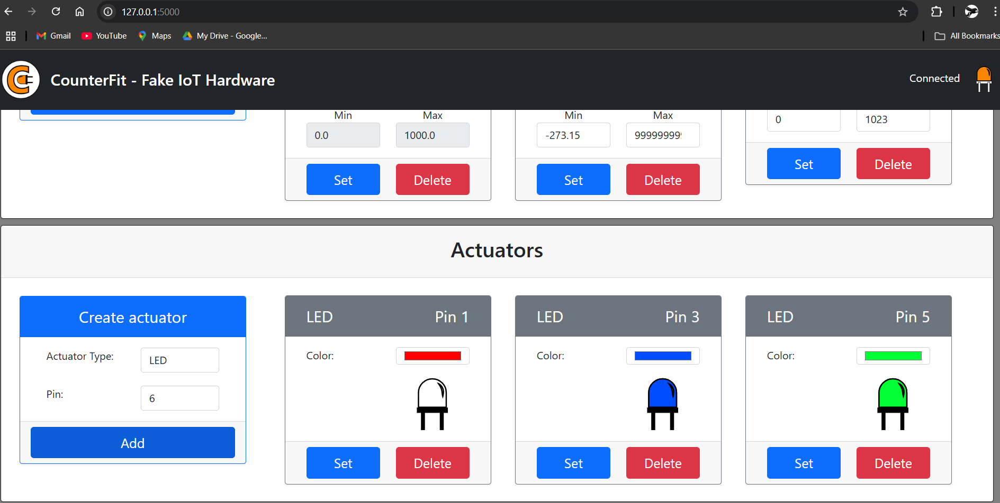 127.0.0.1:5000
Gmail YouTube Maps My Drive - Google... All Bookmarks
CounterFit - Fake IoT Hardware Connected
Min Max Min Max
0.0 1000.0 -273.15 99999999 0 1023
Set Delete Set Delete Set Delete
Actuators
Create actuator
Actuator Type: LED
Pin: 6
Add
LED Pin 1
Color:
Set Delete
LED Pin 3
Color:
Set Delete
LED Pin 5
Color:
Set Delete